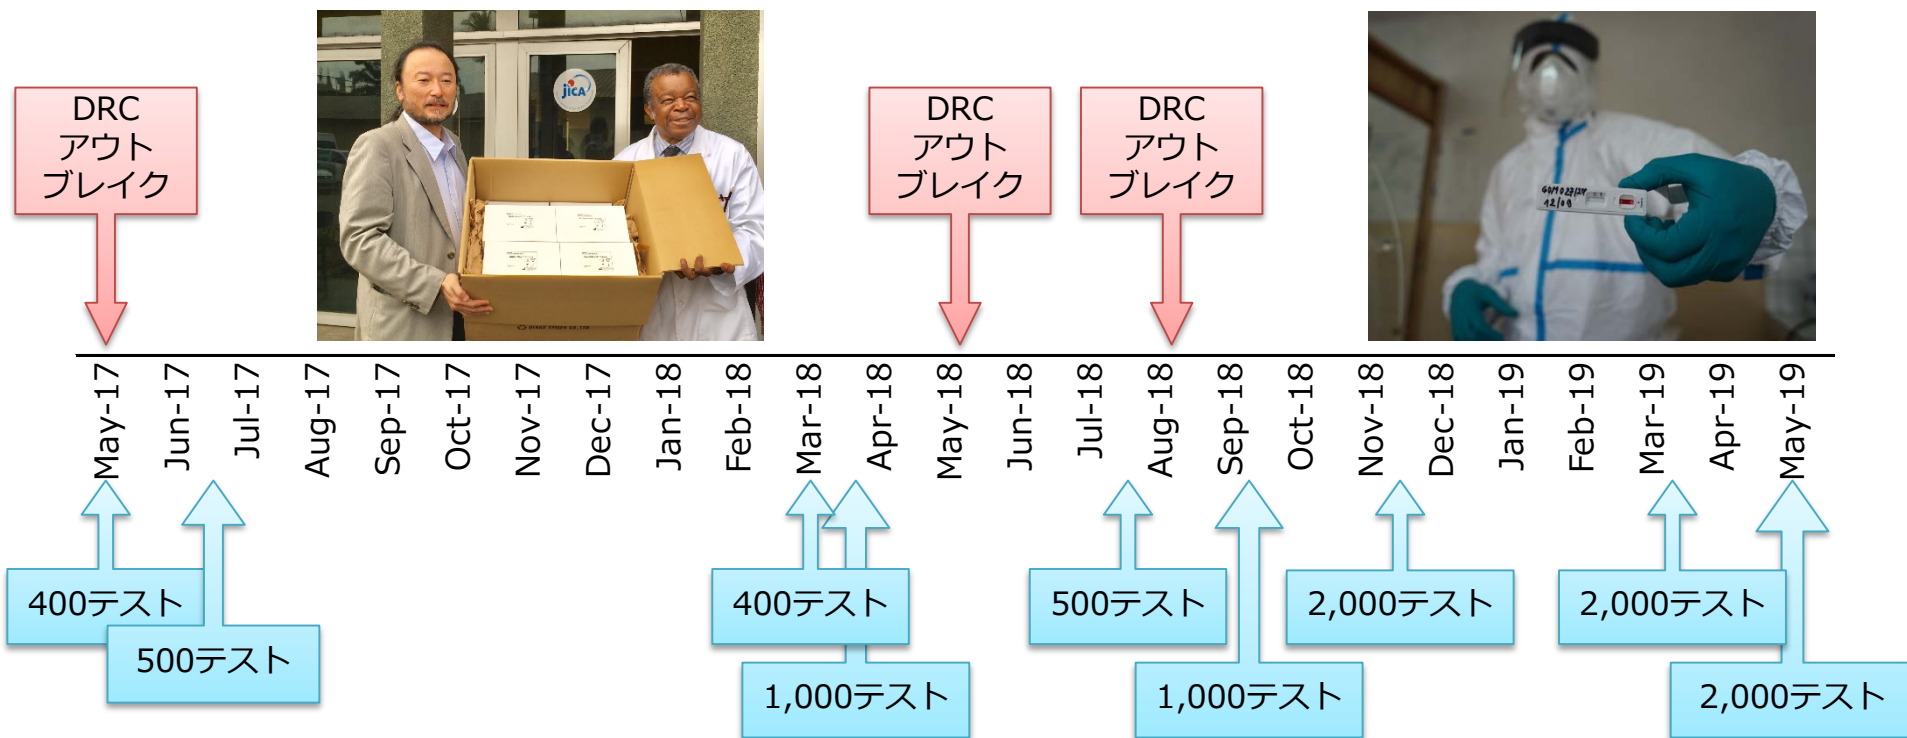 DRC
アウト
ブレイク
DRC
アウト
ブレイク
DRC
アウト
ブレイク
jica
12/09
May-17
Jun-17
Jul-17
Aug-17
Sep-17
Oct-17
Nov-17
Dec-17
Jan-18
Feb-18
Mar-18
Apr-18
May-18
Jun-18
Jul-18
Aug-18
Sep-18
Oct-18
Nov-18
Dec-18
Jan-19
Feb-19
Mar-19
Apr-19
May-19
400テスト
500テスト
400テスト
1,000テスト
500テスト
1,000テスト
2,000テスト
2,000テスト
2,000テスト